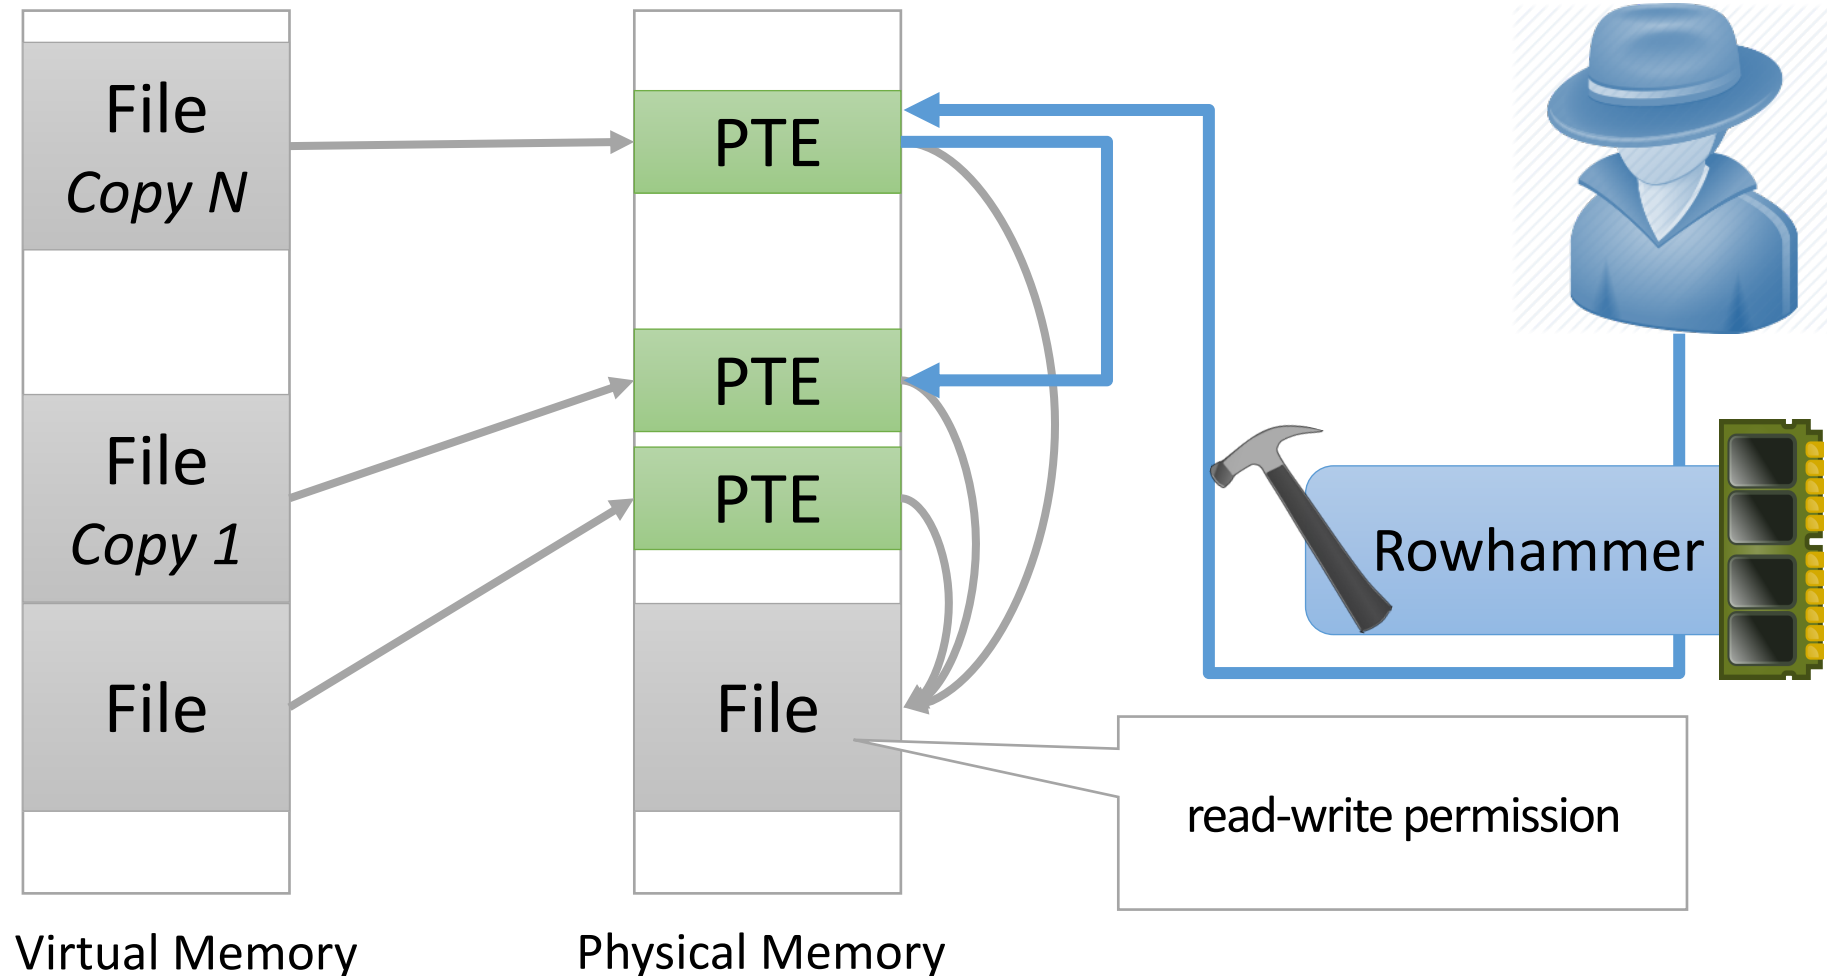 File
Copy N
File
Copy 1
File
Virtual Memory
PTE
PTE
PTE
File
Physical Memory
Rowhammer
read-write permission